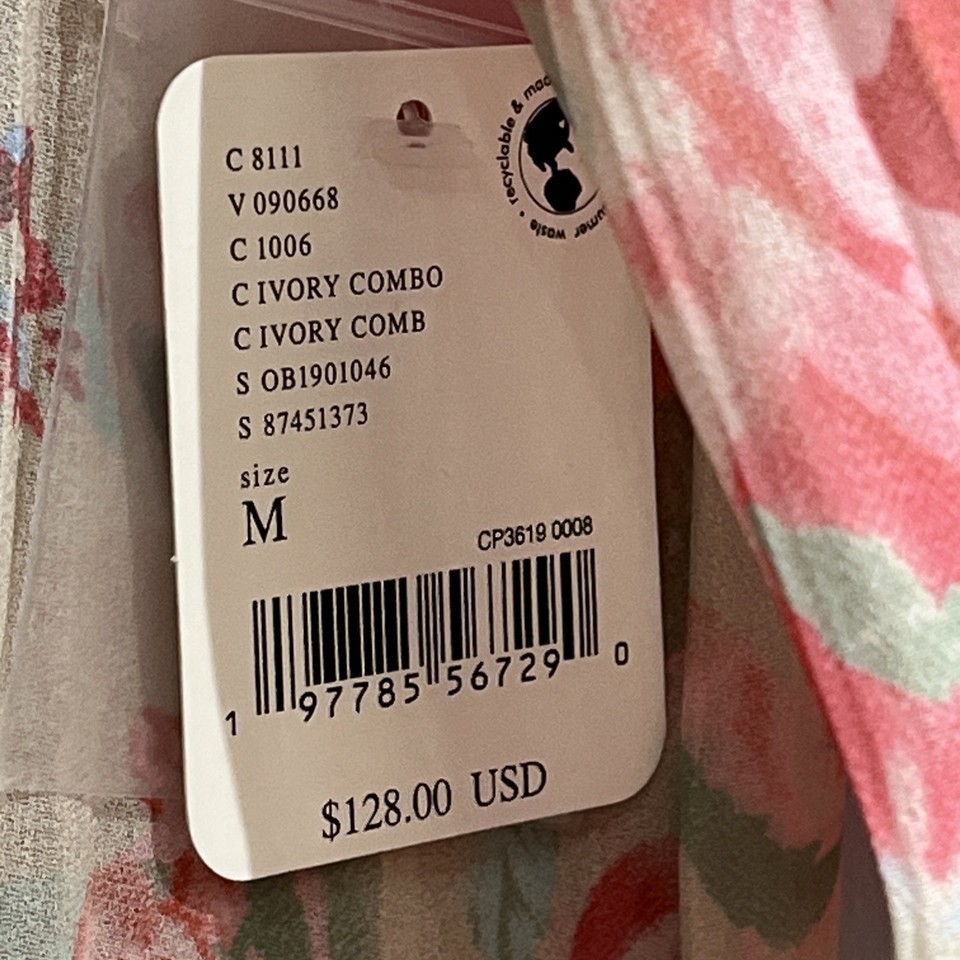 C 8111
V 090668
C 1006
C IVORY COMBO
C IVORY COMB
S OB1901046
S 87451373
size
M
CP3619 0008
1 97785 56729 0
$128.00 USD
recyclable &
waste